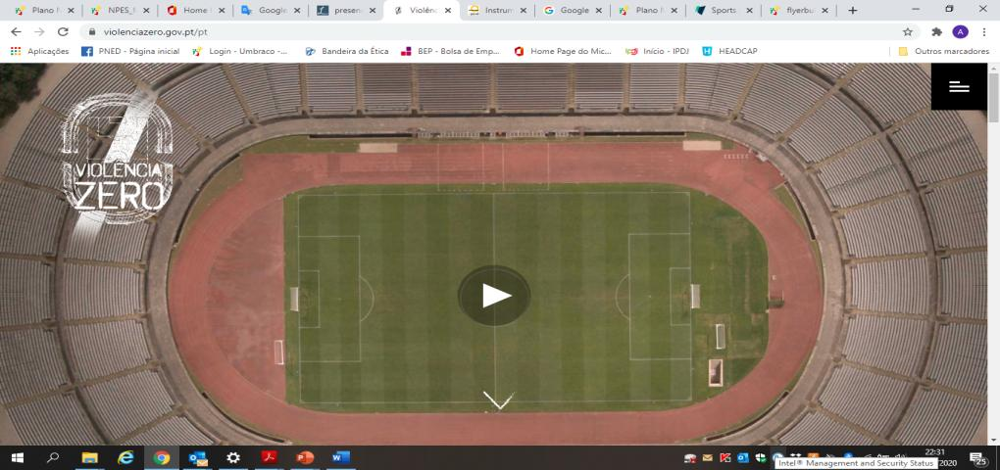 Plano N
NPES_N
Home
Google
presen
Violênc
Instrum
Google
Plano N
Sports
flyerbu
violenciazero.gov.pt/pt
A
Aplicações
PNED - Página inicial
Login - Umbraco -...
Bandeira da Ética
BEP - Bolsa de Emp...
Home Page do Mic...
Início - IPDJ
HEADCAP
Outros marcadores
VIOLÊNCIA
ZERO
22:31
Intel® Management and Security Status
/2020
25